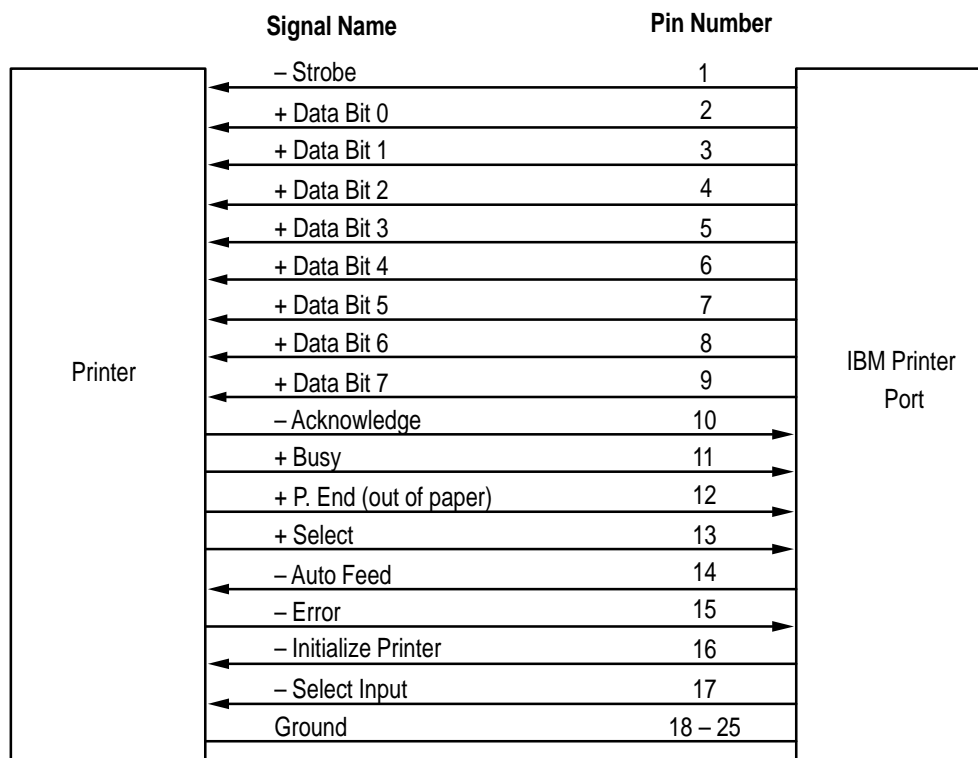 Signal Name Pin Number
– Strobe 1
+ Data Bit 0 2
+ Data Bit 1 3
+ Data Bit 2 4
+ Data Bit 3 5
+ Data Bit 4 6
+ Data Bit 5 7
+ Data Bit 6 8
Printer
IBM Printer
Port
+ Data Bit 7 9
– Acknowledge 10
+ Busy 11
+ P. End (out of paper) 12
+ Select 13
– Auto Feed 14
– Error 15
– Initialize Printer 16
– Select Input 17
Ground 18 – 25